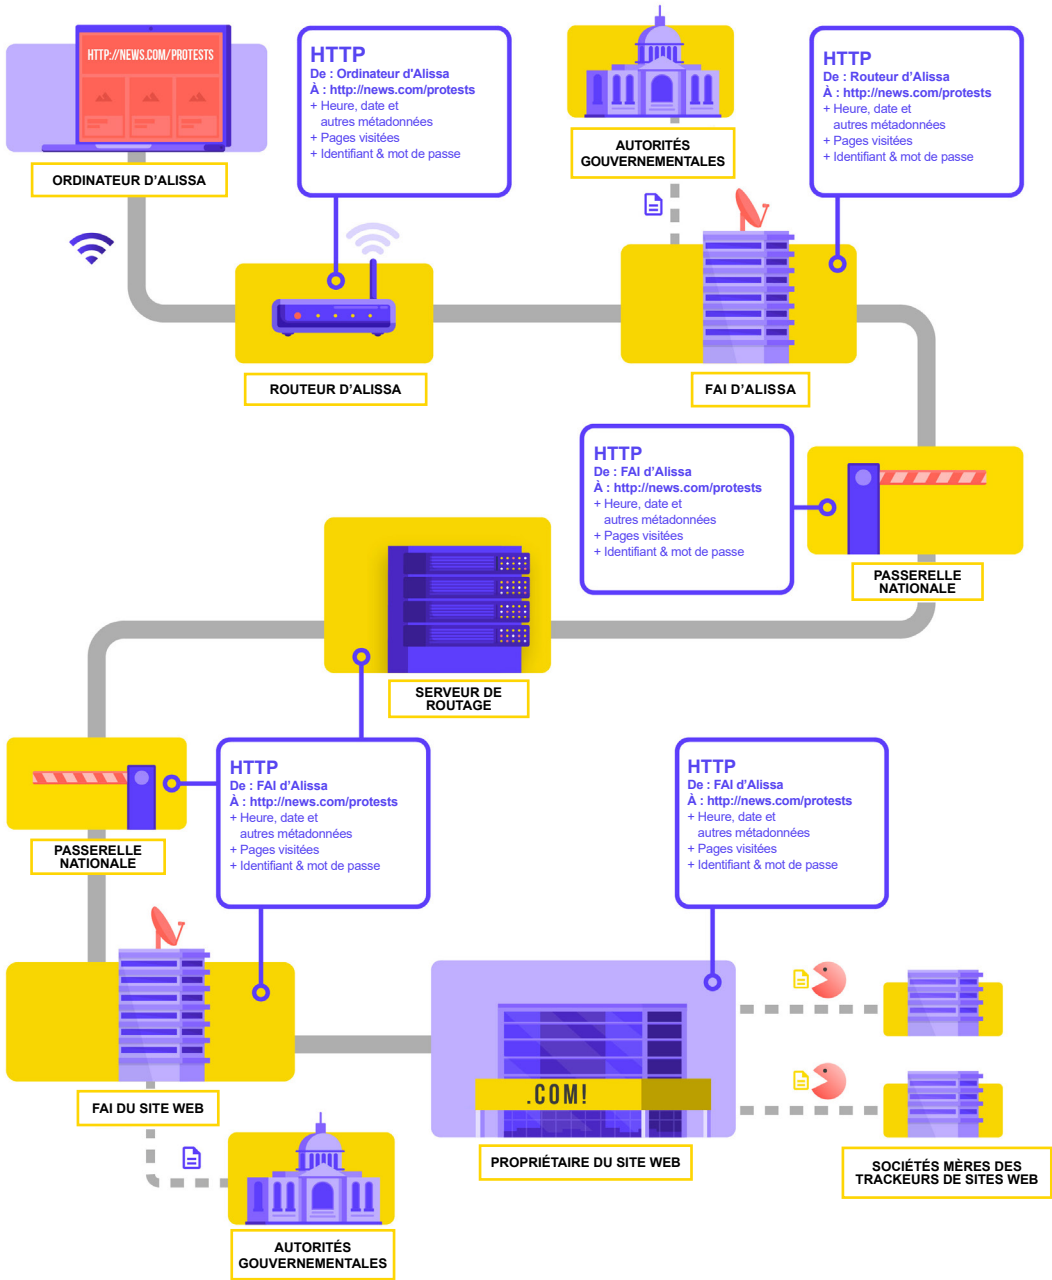 HTTP://NEWS.COM/PROTESTS
ORDINATEUR D'ALISSA
HTTP
De : Ordinateur d'Alissa
À : http://news.com/protests
+ Heure, date et
autres métadonnées
+ Pages visitées
+ Identifiant & mot de passe
AUTORITÉS
GOUVERNEMENTALES
HTTP
De : Routeur d'Alissa
À : http://news.com/protests
+ Heure, date et
autres métadonnées
+ Pages visitées
+ Identifiant & mot de passe
ROUTEUR D'ALISSA
FAI D'ALISSA
HTTP
De : FAI d'Alissa
À : http://news.com/protests
+ Heure, date et
autres métadonnées
+ Pages visitées
+ Identifiant & mot de passe
PASSERELLE
NATIONALE
SERVEUR DE
ROUTAGE
PASSERELLE
NATIONALE
HTTP
De : FAI d'Alissa
À : http://news.com/protests
+ Heure, date et
autres métadonnées
+ Pages visitées
+ Identifiant & mot de passe
HTTP
De : FAI d'Alissa
À : http://news.com/protests
+ Heure, date et
autres métadonnées
+ Pages visitées
+ Identifiant & mot de passe
FAI DU SITE WEB
.COM!
PROPRIÉTAIRE DU SITE WEB
SOCIÉTÉS MÈRES DES
TRACKEURS DE SITES WEB
AUTORITÉS
GOUVERNEMENTALES